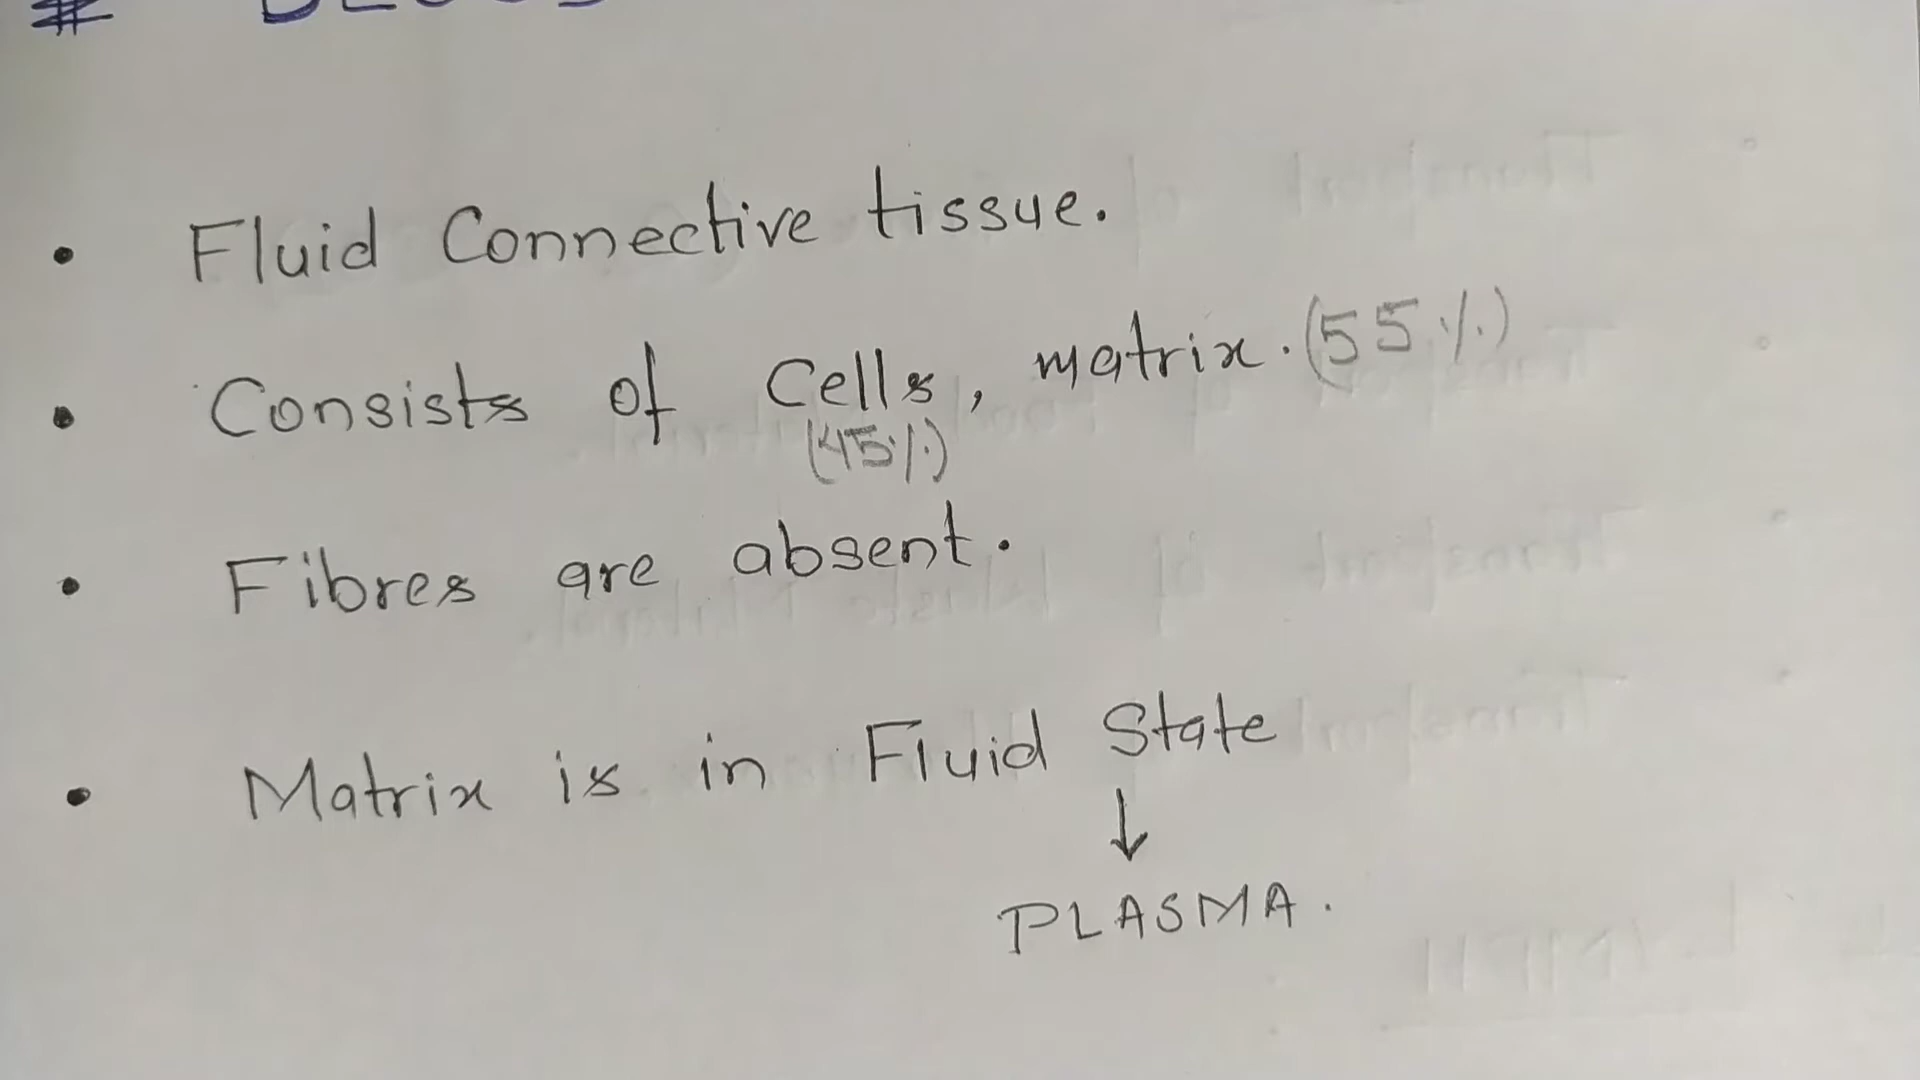 #
• Fluid Connective tissue.
• Consists of Cells, matrix. (55%)
(45%)
• Fibres are absent.
• Matrix is in Fluid State
↓
PLASMA.